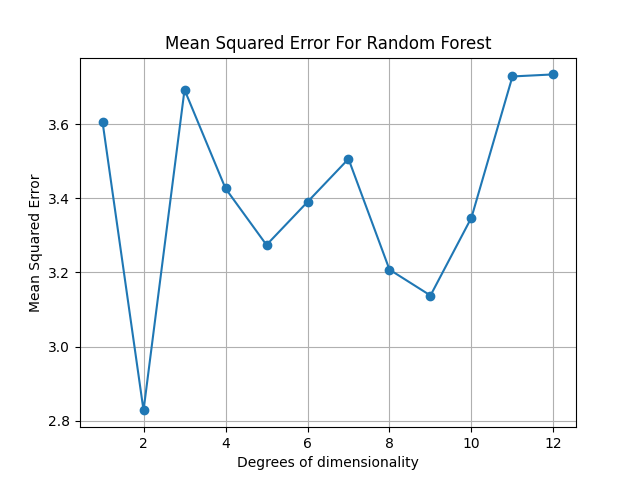 Mean Squared Error For Random Forest
Mean Squared Error
3.6
3.4
3.2
3.0
2.8
2 4 6 8 10 12
Degrees of dimensionality